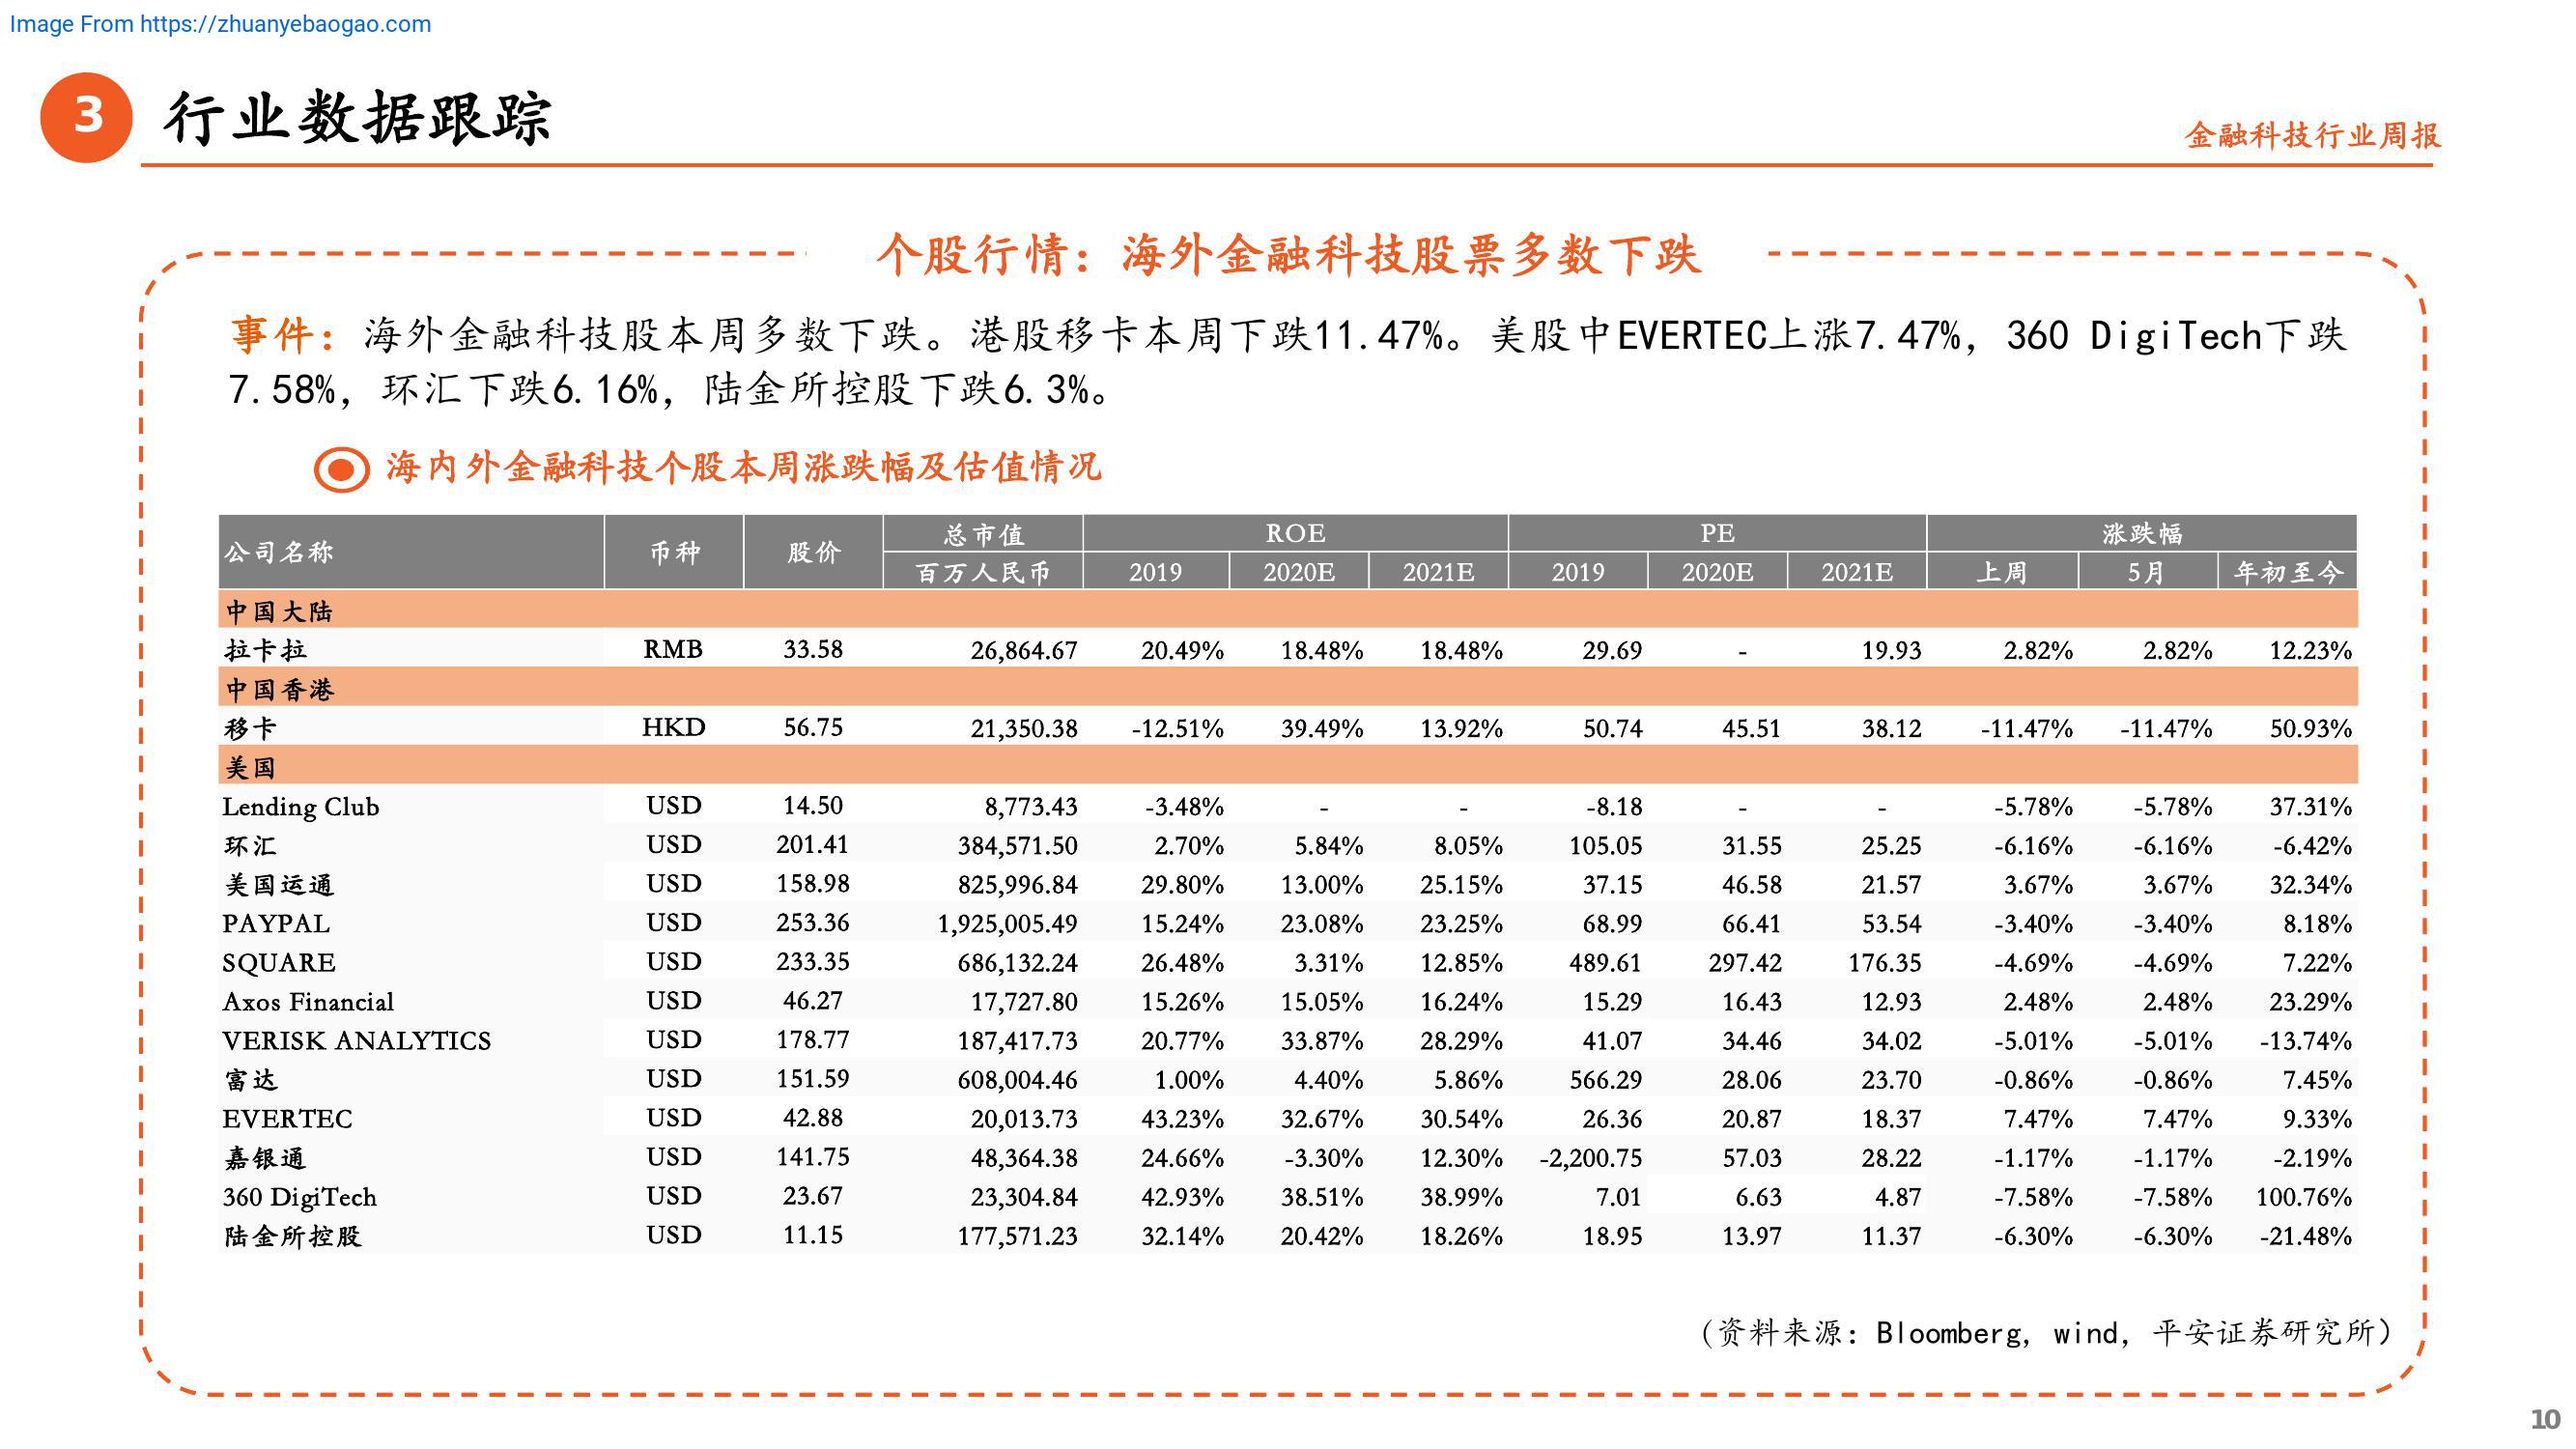 Image From https://zhuanyebaogao.com
3 行业数据跟踪
金融科技行业周报
个股行情：海外金融科技股票多数下跌
事件：海外金融科技股本周多数下跌。港股移卡本周下跌11.47%。美股中EVERTEC上涨7.47%，360 DigiTech下跌
7.58%，环汇下跌6.16%，陆金所控股下跌6.3%。
海内外金融科技个股本周涨跌幅及估值情况
公司名称 币种 股价 总市值 ROE PE 涨跌幅
百万人民币 2019 2020E 2021E 2019 2020E 2021E 上周 5月 年初至今
中国大陆
拉卡拉 RMB 33.58 26,864.67 20.49% 18.48% 18.48% 29.69 - 19.93 2.82% 2.82% 12.23%
中国香港
移卡 HKD 56.75 21,350.38 -12.51% 39.49% 13.92% 50.74 45.51 38.12 -11.47% -11.47% 50.93%
美国
Lending Club USD 14.50 8,773.43 -3.48% - - -8.18 - - -5.78% -5.78% 37.31%
环汇 USD 201.41 384,571.50 2.70% 5.84% 8.05% 105.05 31.55 25.25 -6.16% -6.16% -6.42%
美国运通 USD 158.98 825,996.84 29.80% 13.00% 25.15% 37.15 46.58 21.57 3.67% 3.67% 32.34%
PAYPAL USD 253.36 1,925,005.49 15.24% 23.08% 23.25% 68.99 66.41 53.54 -3.40% -3.40% 8.18%
SQUARE USD 233.35 686,132.24 26.48% 3.31% 12.85% 489.61 297.42 176.35 -4.69% -4.69% 7.22%
Axos Financial USD 46.27 17,727.80 15.26% 15.05% 16.24% 15.29 16.43 12.93 2.48% 2.48% 23.29%
VERISK ANALYTICS USD 178.77 187,417.73 20.77% 33.87% 28.29% 41.07 34.46 34.02 -5.01% -5.01% -13.74%
富达 USD 151.59 608,004.46 1.00% 4.40% 5.86% 566.29 28.06 23.70 -0.86% -0.86% 7.45%
EVERTEC USD 42.88 20,013.73 43.23% 32.67% 30.54% 26.36 20.87 18.37 7.47% 7.47% 9.33%
嘉银通 USD 141.75 48,364.38 24.66% -3.30% 12.30% -2,200.75 57.03 28.22 -1.17% -1.17% -2.19%
360 DigiTech USD 23.67 23,304.84 42.93% 38.51% 38.99% 7.01 6.63 4.87 -7.58% -7.58% 100.76%
陆金所控股 USD 11.15 177,571.23 32.14% 20.42% 18.26% 18.95 13.97 11.37 -6.30% -6.30% -21.48%
（资料来源：Bloomberg, wind, 平安证券研究所）
10